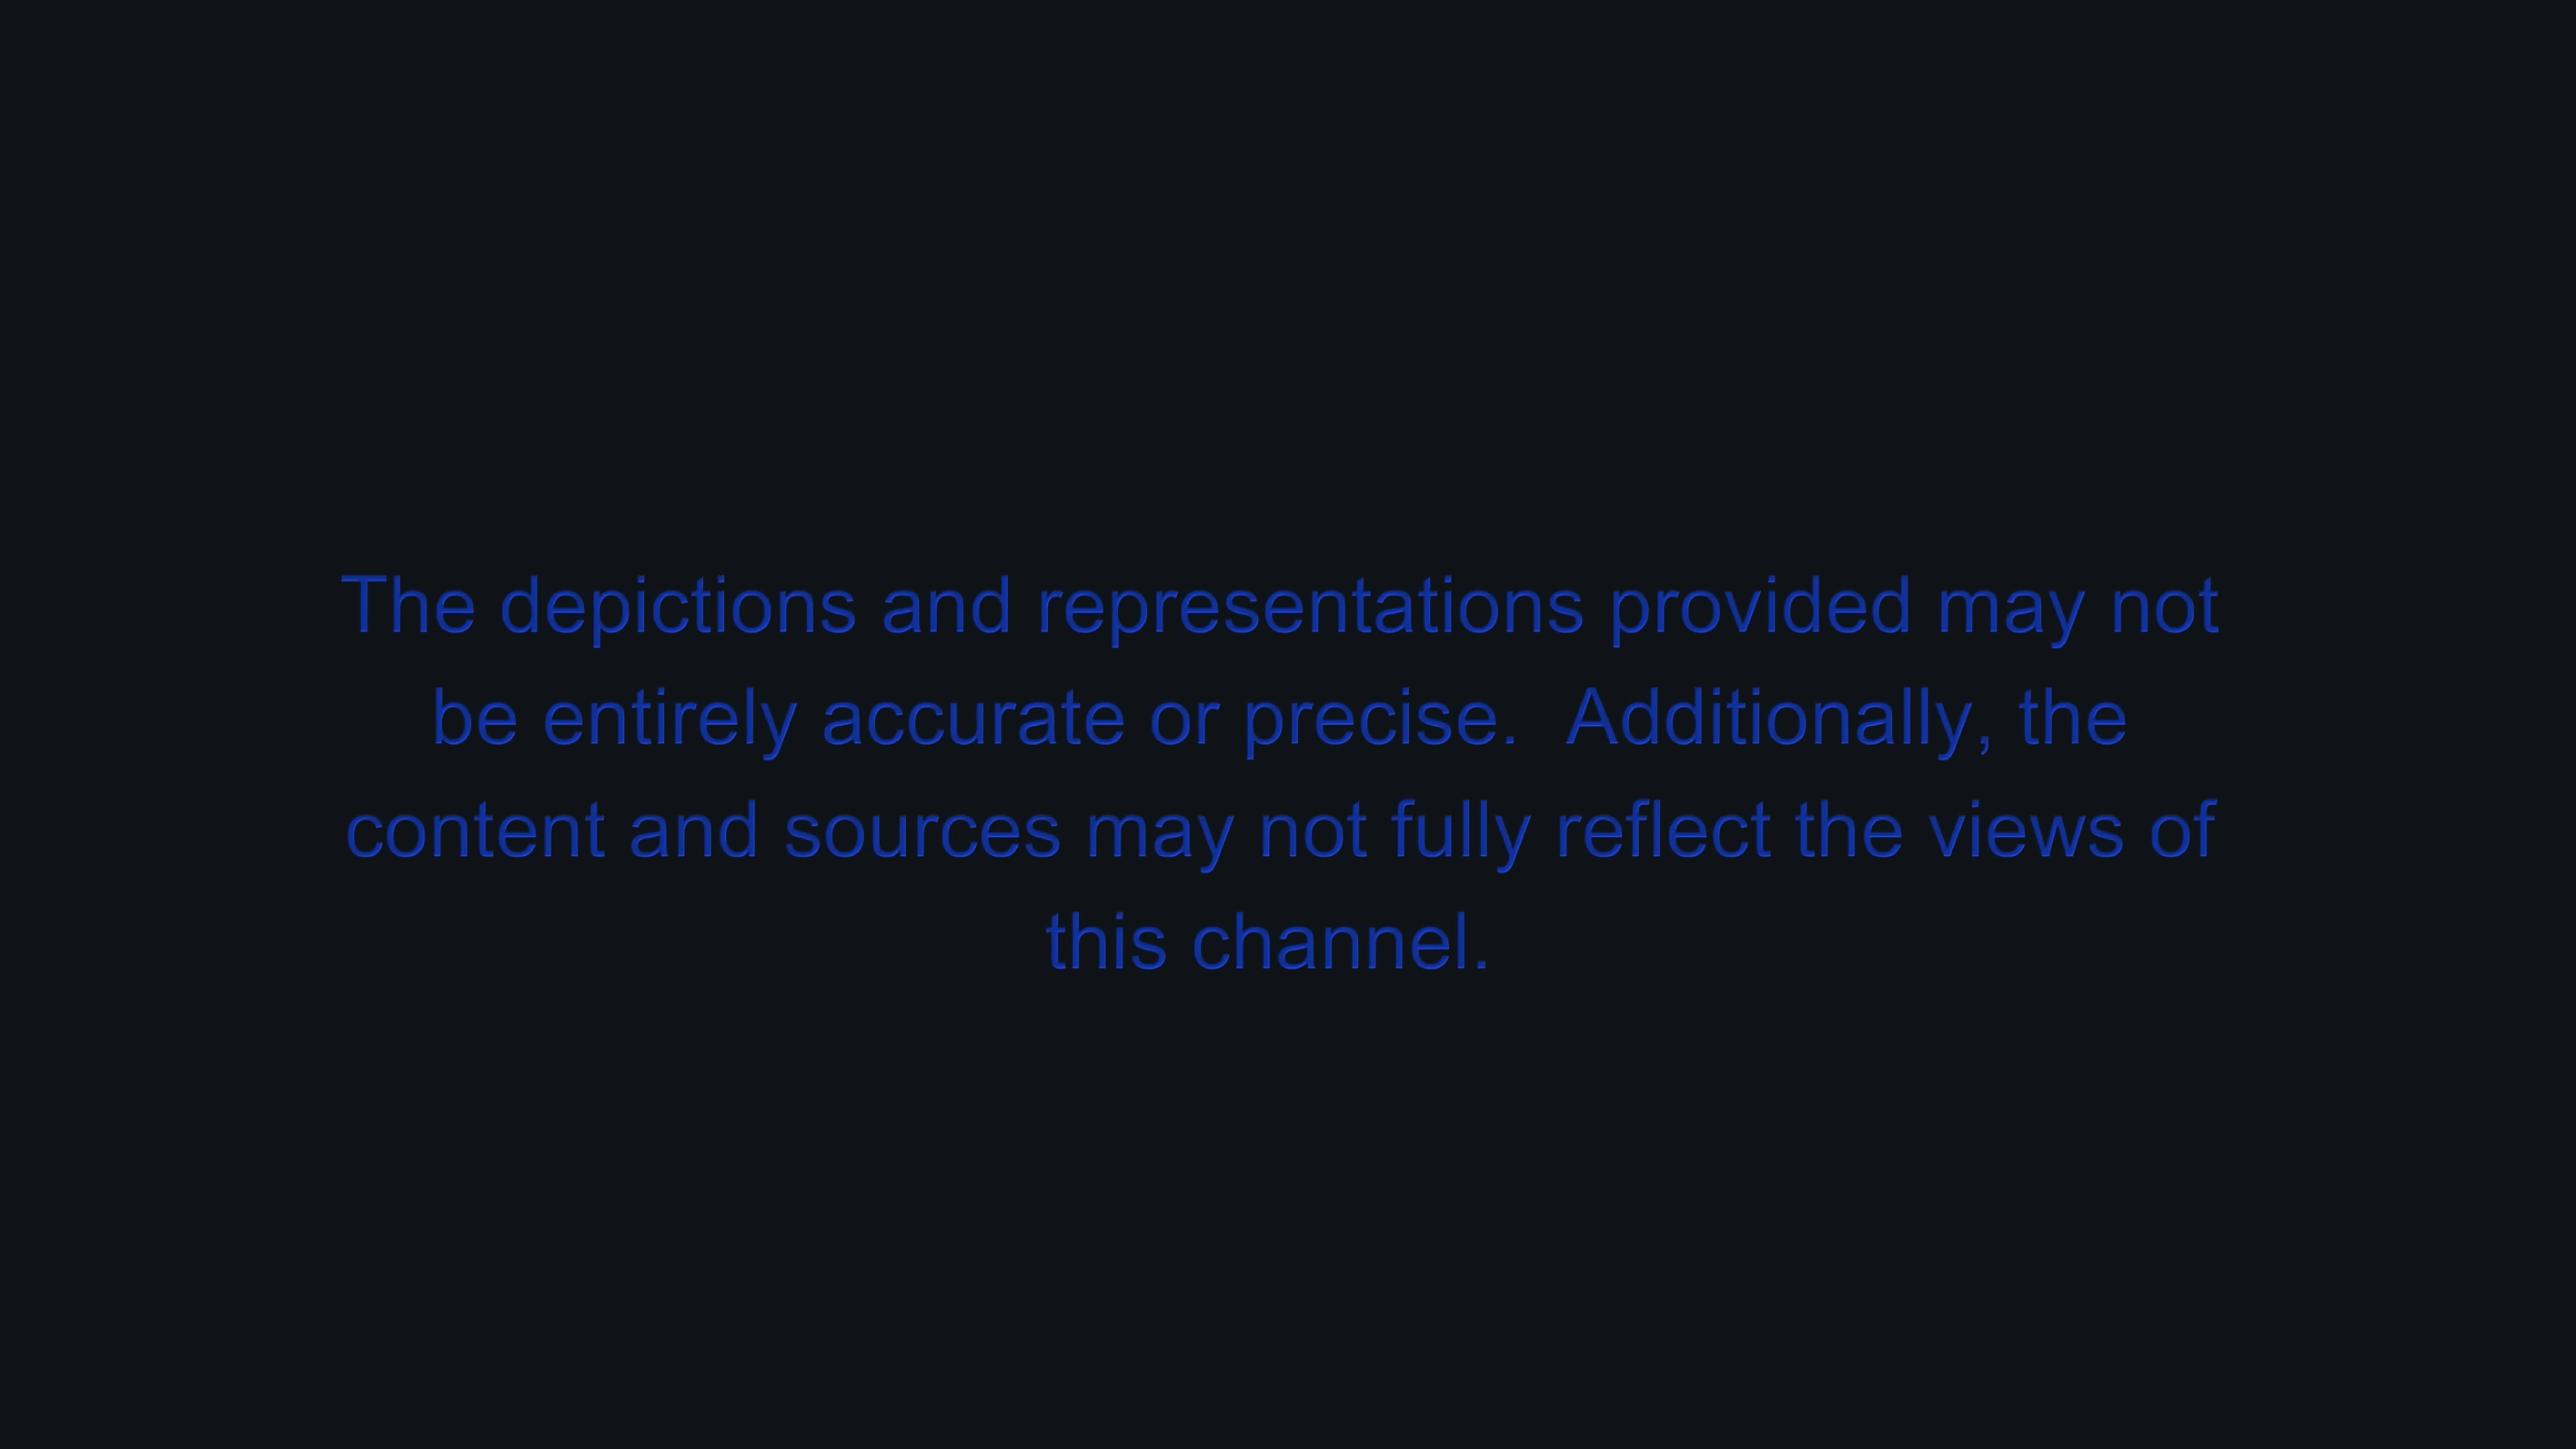 The depictions and representations provided may not
be entirely accurate or precise.  Additionally, the
content and sources may not fully reflect the views of
this channel.